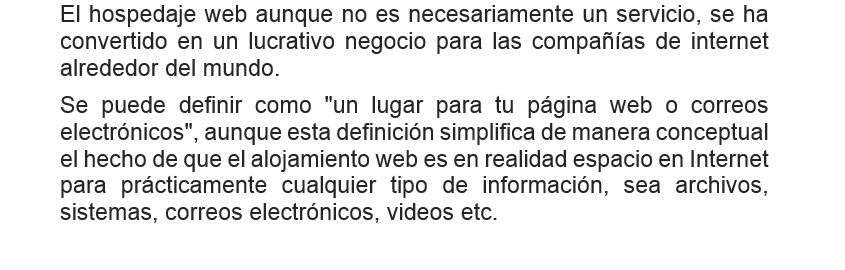 El hospedaje web aunque no es necesariamente un servicio, se ha
convertido en un lucrativo negocio para las compañías de internet
alrededor del mundo.
Se puede definir como "un lugar para tu página web o correos
electrónicos", aunque esta definición simplifica de manera conceptual
el hecho de que el alojamiento web es en realidad espacio en Internet
para prácticamente cualquier tipo de información, sea archivos,
sistemas, correos electrónicos, videos etc.